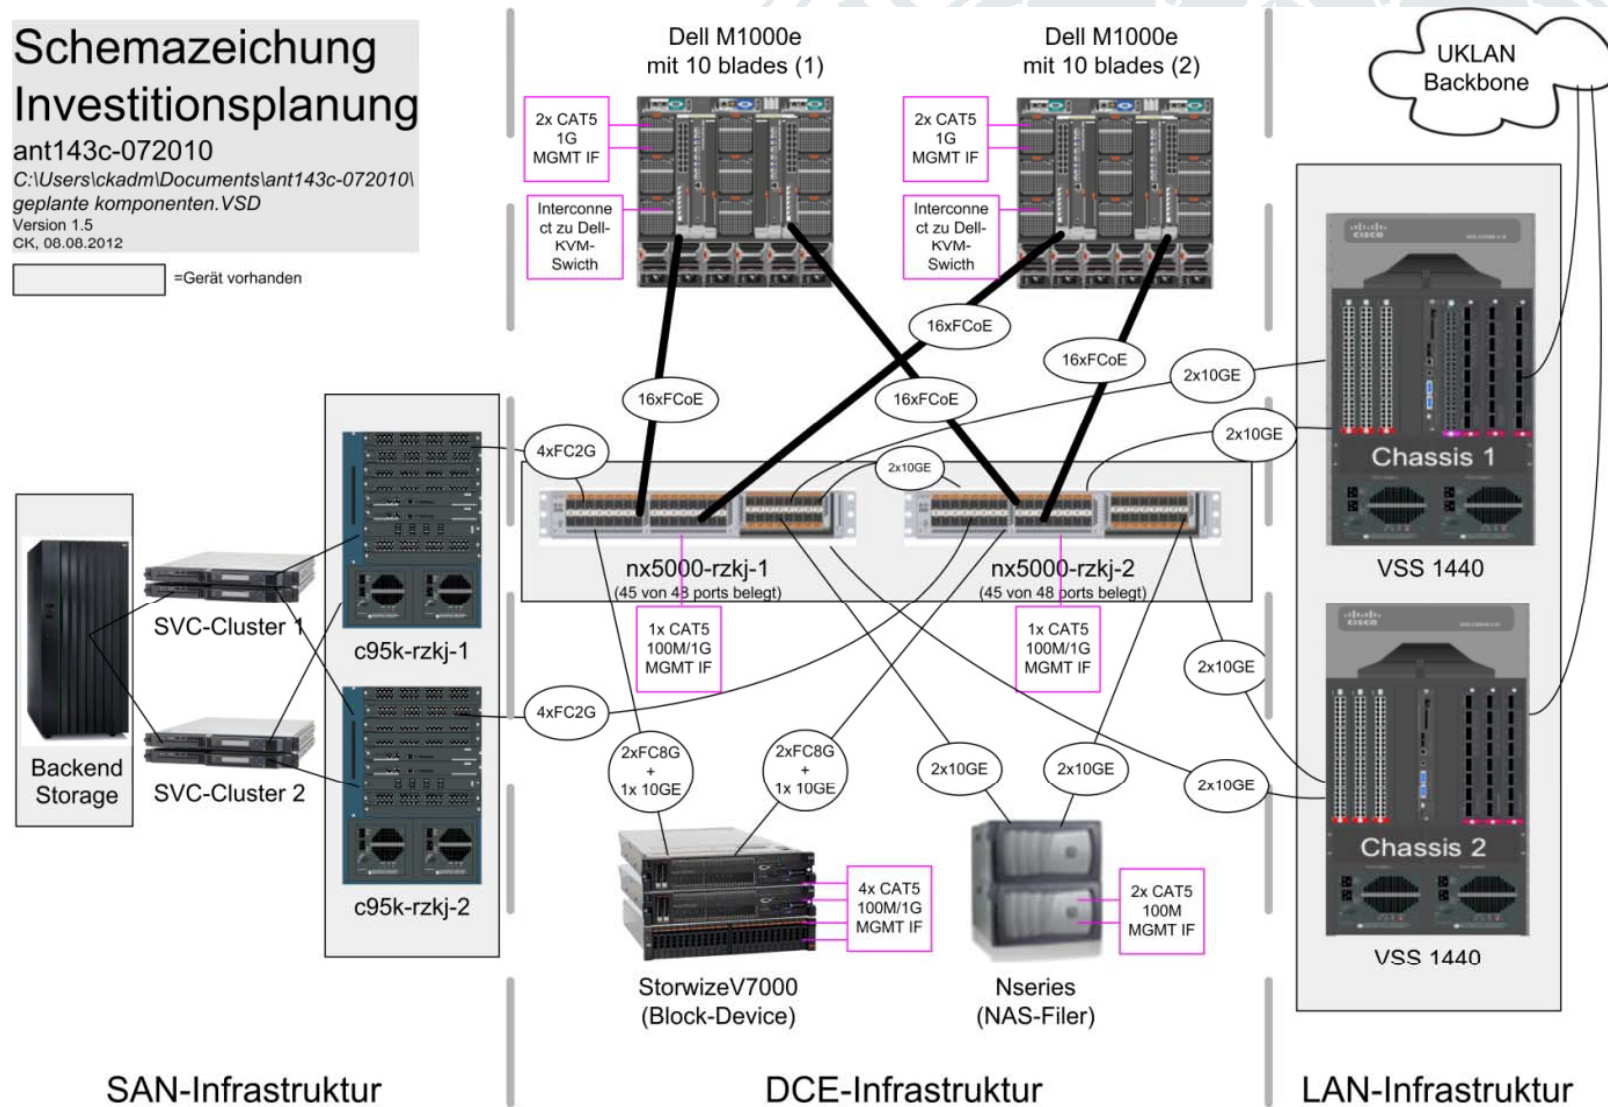 Schemazeichung
Investitionsplanung
ant143c-072010
C:\Users\ckadm\Documents\ant143c-072010\
geplante komponenten.VSD
Version 1.5
CK, 08.08.2012
=Gerät vorhanden
Dell M1000e
mit 10 blades (1)
2x CAT5
1G
MGMT IF
Interconne
ct zu Dell-
KVM-
Swicth
Dell M1000e
mit 10 blades (2)
2x CAT5
1G
MGMT IF
Interconne
ct zu Dell-
KVM-
Swicth
UKLAN
Backbone
16xFCoE
16xFCoE
16xFCoE
16xFCoE
2x10GE
2x10GE
4xFC2G
2x10GE
nx5000-rzkj-1
(45 von 48 ports belegt)
nx5000-rzkj-2
(45 von 48 ports belegt)
1x CAT5
100M/1G
MGMT IF
1x CAT5
100M/1G
MGMT IF
CISCO
Chassis 1
VSS 1440
CISCO
Chassis 2
VSS 1440
SVC-Cluster 1
c95k-rzkj-1
4xFC2G
2x10GE
Backend
Storage
SVC-Cluster 2
c95k-rzkj-2
2xFC8G
+
1x 10GE
2xFC8G
+
1x 10GE
2x10GE
2x10GE
2x10GE
4x CAT5
100M/1G
MGMT IF
2x CAT5
100M
MGMT IF
StorwizeV7000
(Block-Device)
Nseries
(NAS-Filer)
SAN-Infrastruktur
DCE-Infrastruktur
LAN-Infrastruktur